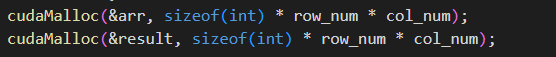 cudaMalloc(&arr, sizeof(int) * row_num * col_num);
cudaMalloc(&result, sizeof(int) * row_num * col_num);